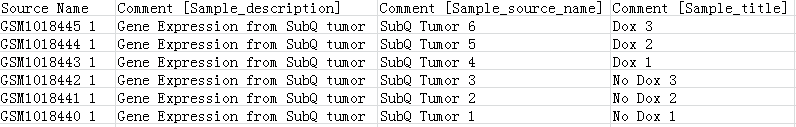 Source Name Comment [Sample_description] Comment [Sample_source_name] Comment [Sample_title]
GSM1018445 1 Gene Expression from SubQ tumor SubQ Tumor 6 Dox 3
GSM1018444 1 Gene Expression from SubQ tumor SubQ Tumor 5 Dox 2
GSM1018443 1 Gene Expression from SubQ tumor SubQ Tumor 4 Dox 1
GSM1018442 1 Gene Expression from SubQ tumor SubQ Tumor 3 No Dox 3
GSM1018441 1 Gene Expression from SubQ tumor SubQ Tumor 2 No Dox 2
GSM1018440 1 Gene Expression from SubQ tumor SubQ Tumor 1 No Dox 1